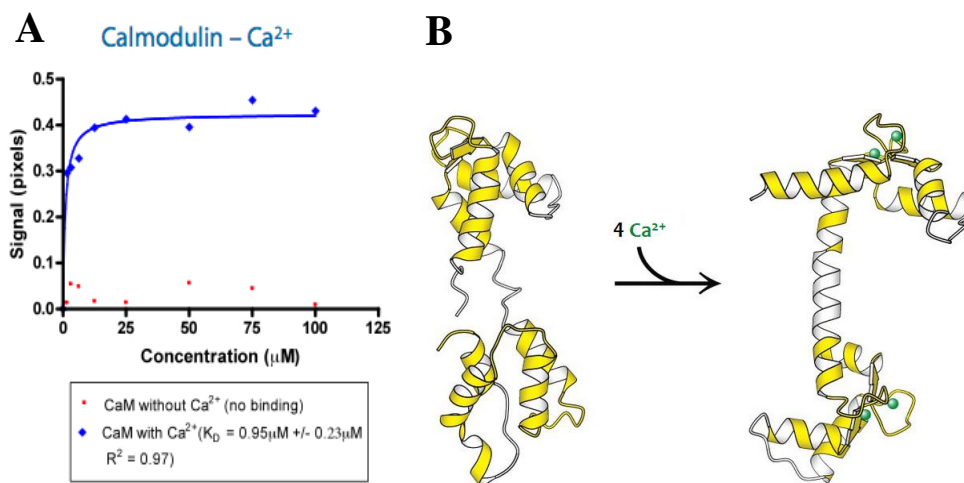 A
Calmodulin – Ca²⁺
Signal (pixels)
0.5
0.4
0.3
0.2
0.1
0.0
0
25
50
75
100
125
Concentration (μM)
CaM without Ca²⁺ (no binding)
CaM with Ca²⁺(K_D = 0.95μM +/- 0.23μM
R² = 0.97)
B
4 Ca²⁺